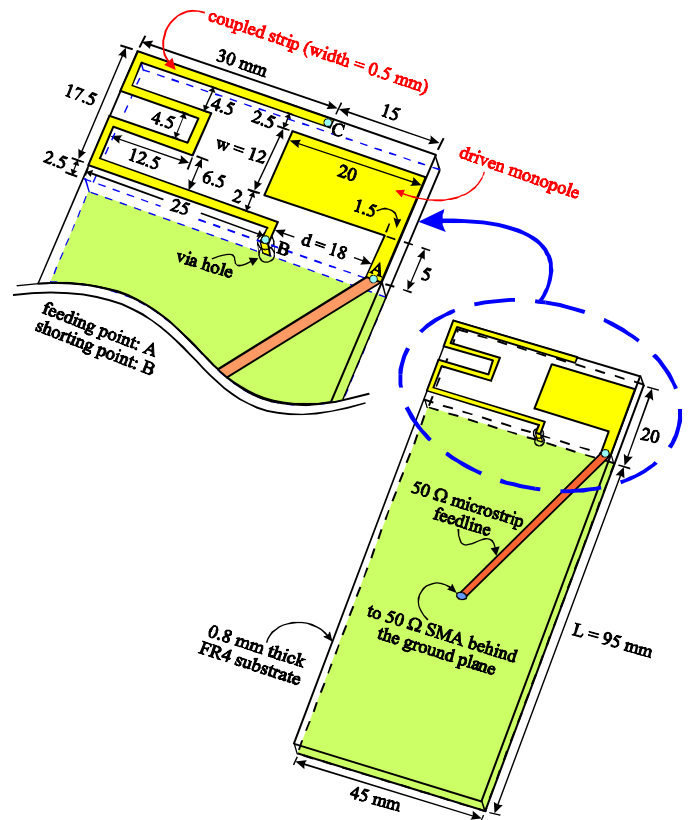 coupled strip (width = 0.5 mm)
30 mm
15
17.5
4.5
2.5
C
4.5
w = 12
20
driven monopole
12.5
6.5
2
1.5
2.5
25
B
d = 18
A
5
via hole
feeding point: A
shorting point: B
20
50 Ω microstrip
feedline
to 50 Ω SMA behind
the ground plane
L = 95 mm
0.8 mm thick
FR4 substrate
45 mm